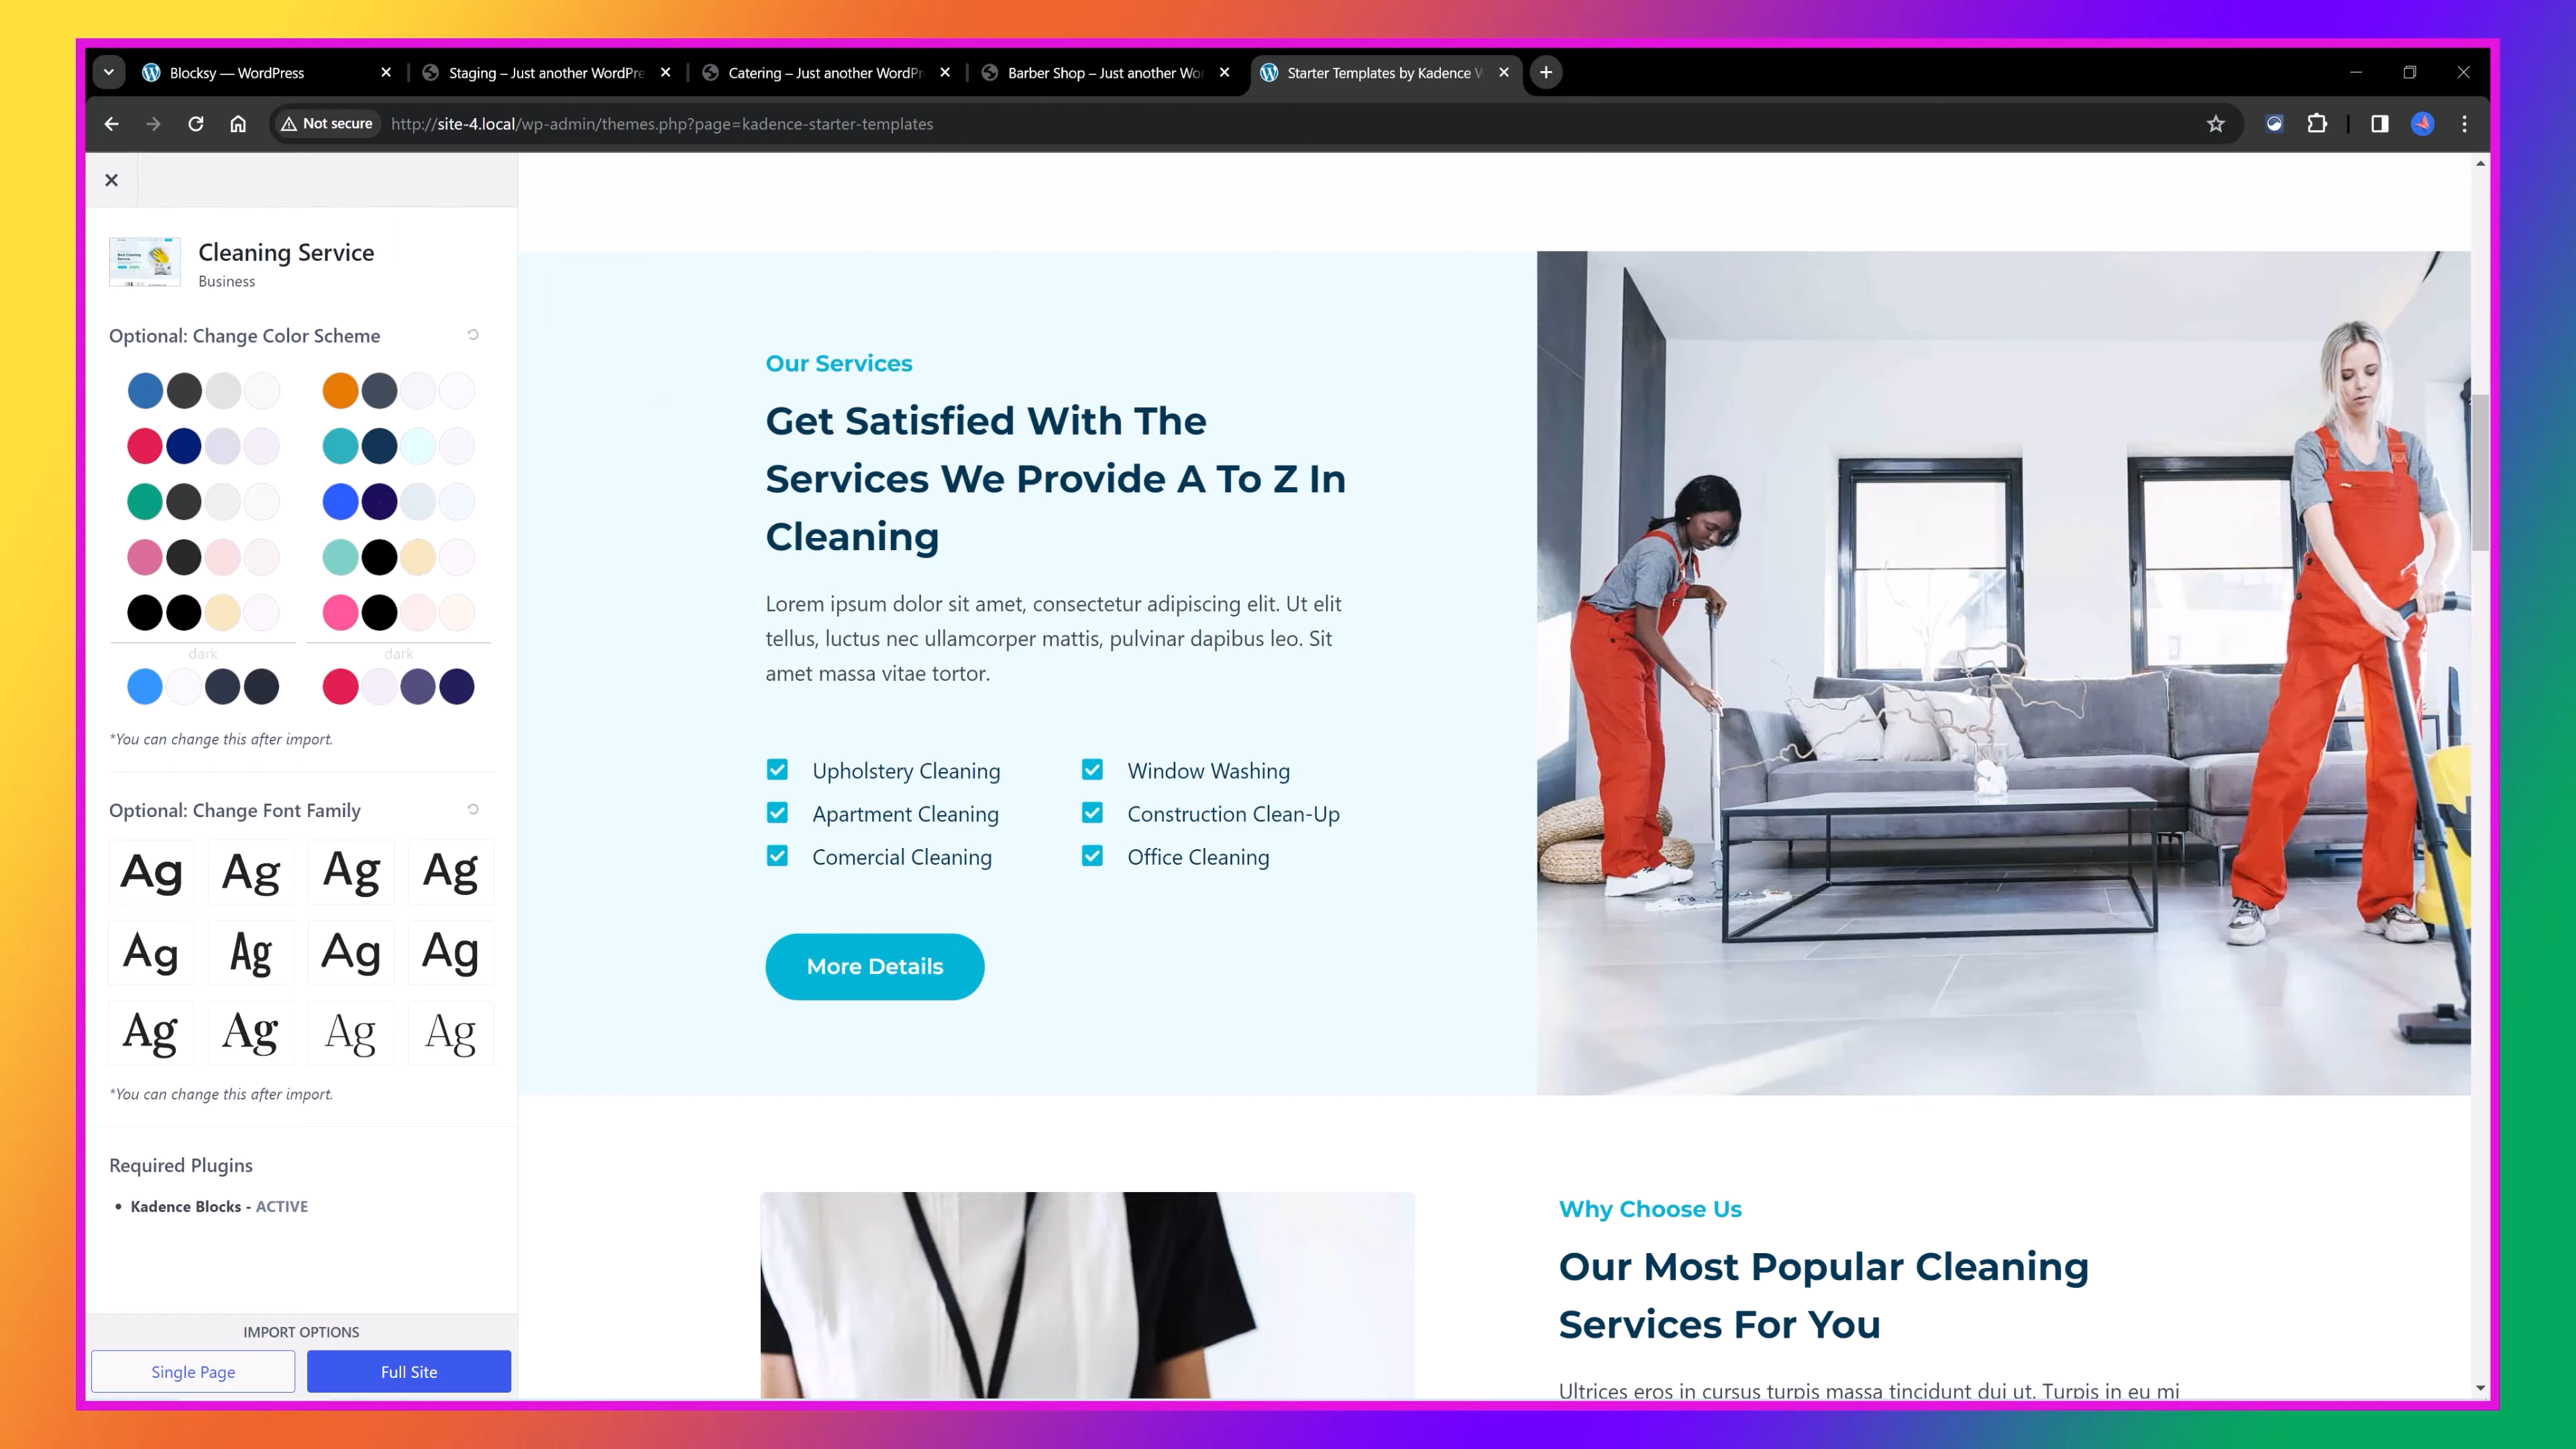 Blocksy — WordPress
Staging – Just another WordPre
Catering – Just another WordPr
Barber Shop – Just another Wor
Starter Templates by Kadence W
Not secure
http://site-4.local/wp-admin/themes.php?page=kadence-starter-templates
Cleaning Service
Business
Optional: Change Color Scheme
dark
dark
*You can change this after import.
Optional: Change Font Family
Ag Ag Ag Ag
Ag Ag Ag Ag
Ag Ag Ag Ag
*You can change this after import.
Required Plugins
• Kadence Blocks - ACTIVE
IMPORT OPTIONS
Single Page
Full Site
Our Services
Get Satisfied With The
Services We Provide A To Z In
Cleaning
Lorem ipsum dolor sit amet, consectetur adipiscing elit. Ut elit
tellus, luctus nec ullamcorper mattis, pulvinar dapibus leo. Sit
amet massa vitae tortor.
Upholstery Cleaning
Apartment Cleaning
Comercial Cleaning
Window Washing
Construction Clean-Up
Office Cleaning
More Details
Why Choose Us
Our Most Popular Cleaning
Services For You
Ultrices eros in cursus turpis massa tincidunt dui ut. Turpis in eu mi